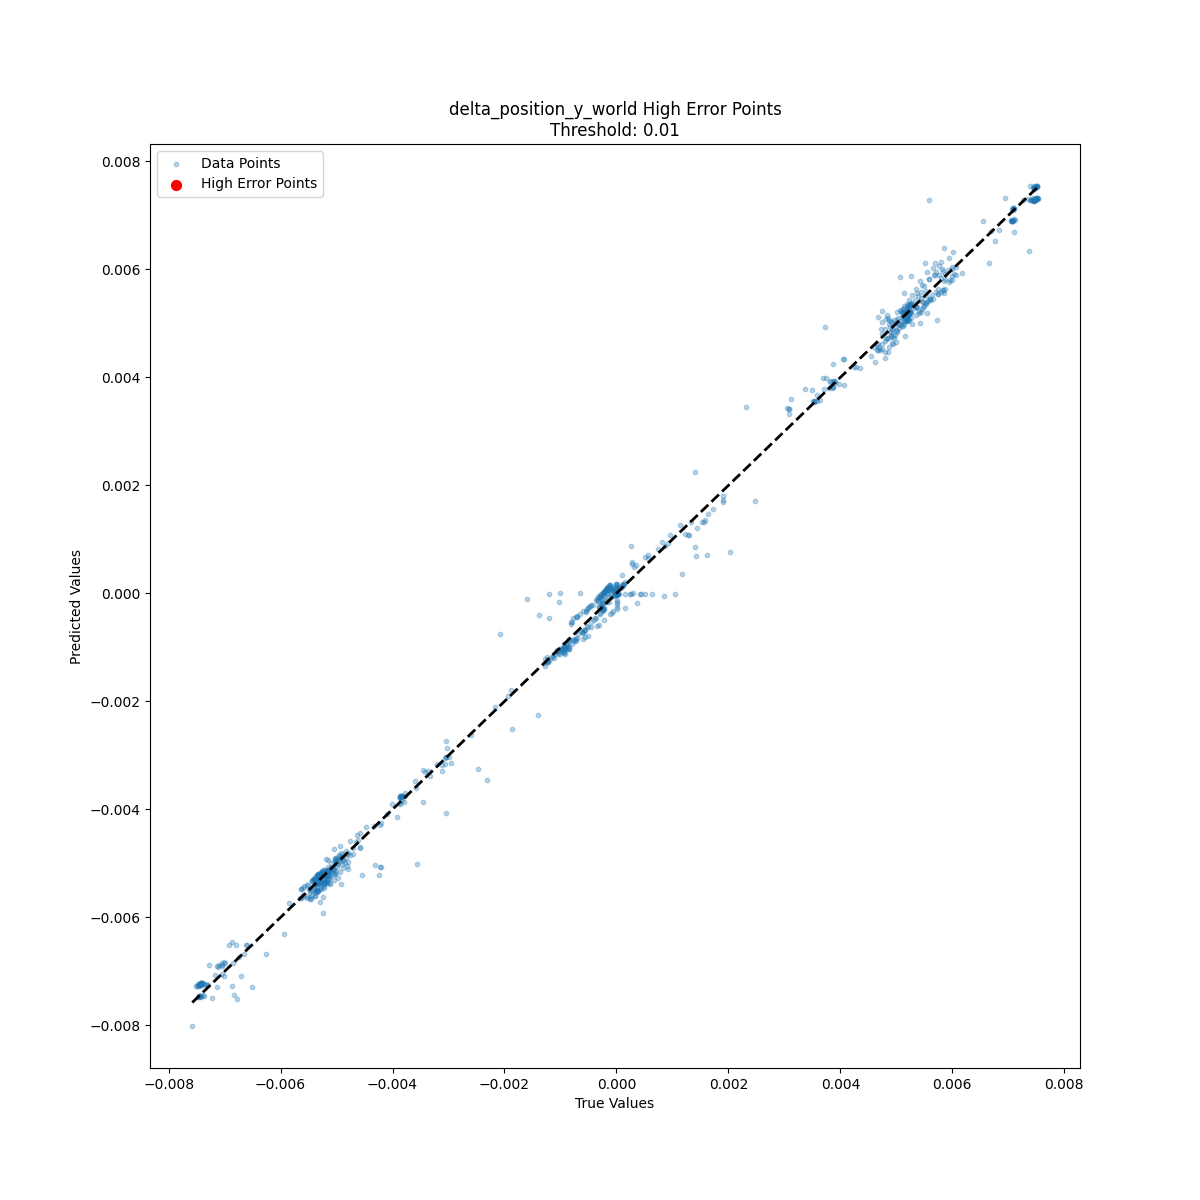 delta_position_y_world High Error Points
Threshold: 0.01
Data Points
High Error Points
0.008
0.006
0.004
0.002
0.000
−0.002
−0.004
−0.006
−0.008
Predicted Values
−0.008 −0.006 −0.004 −0.002 0.000 0.002 0.004 0.006 0.008
True Values